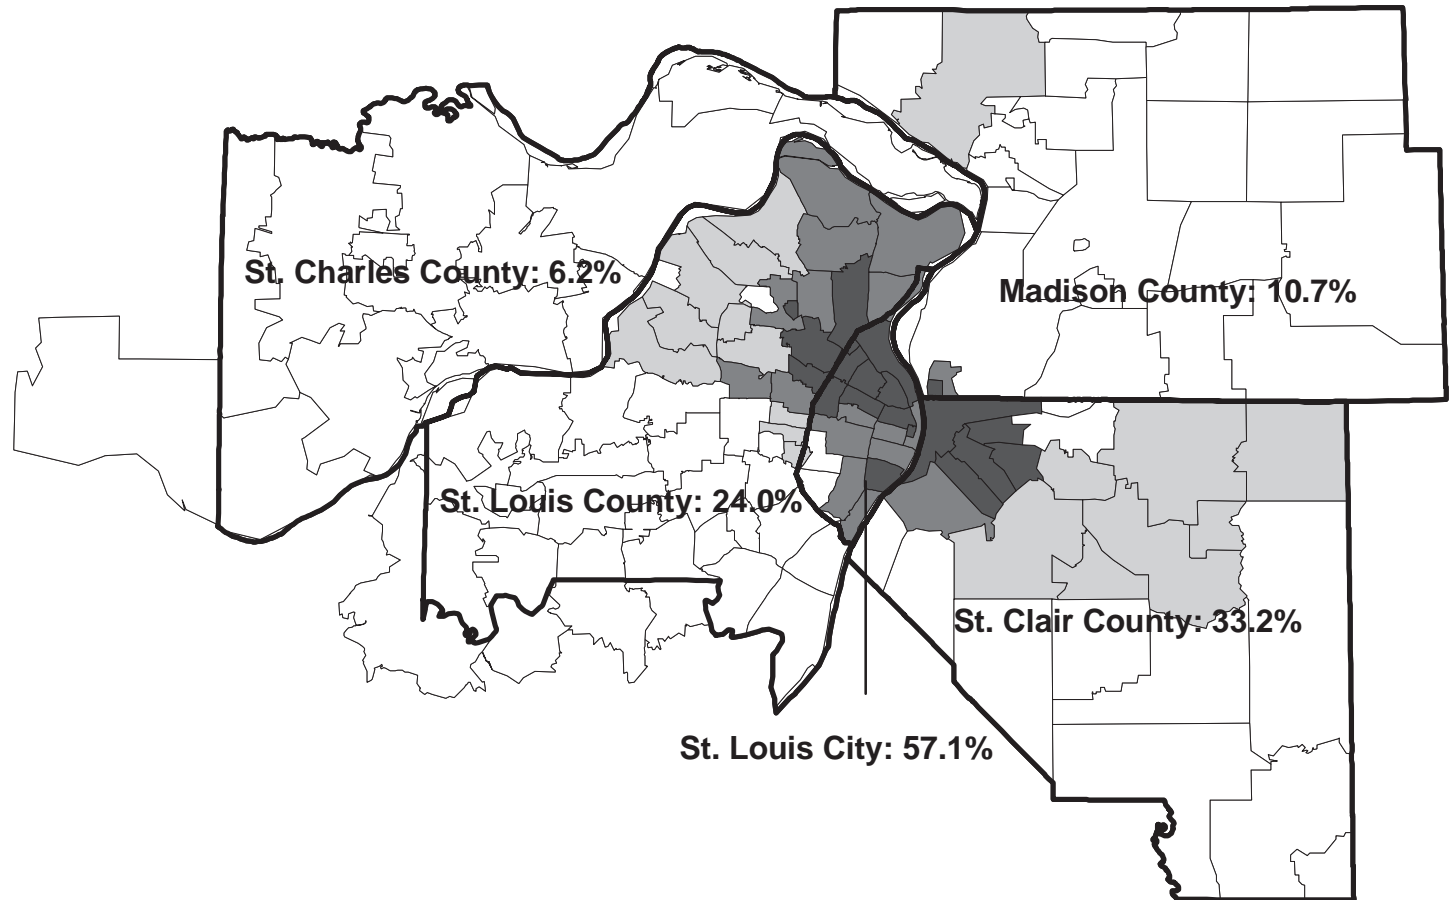 St. Charles County: 6.2%
Madison County: 10.7%
St. Louis County: 24.0%
St. Clair County: 33.2%
St. Louis City: 57.1%